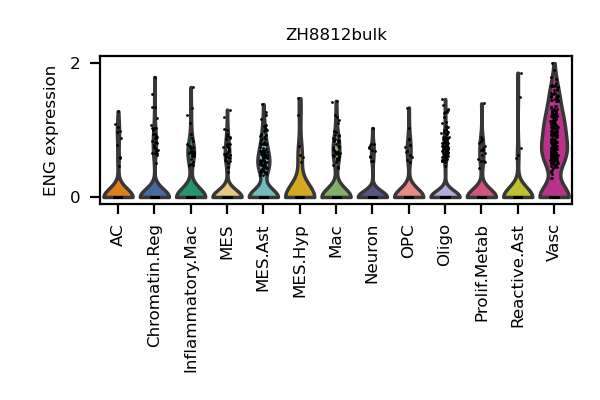 ZH8812bulk
ENG expression
2
0
AC
Chromatin.Reg
Inflammatory.Mac
MES
MES.Ast
MES.Hyp
Mac
Neuron
OPC
Oligo
Prolif.Metab
Reactive.Ast
Vasc